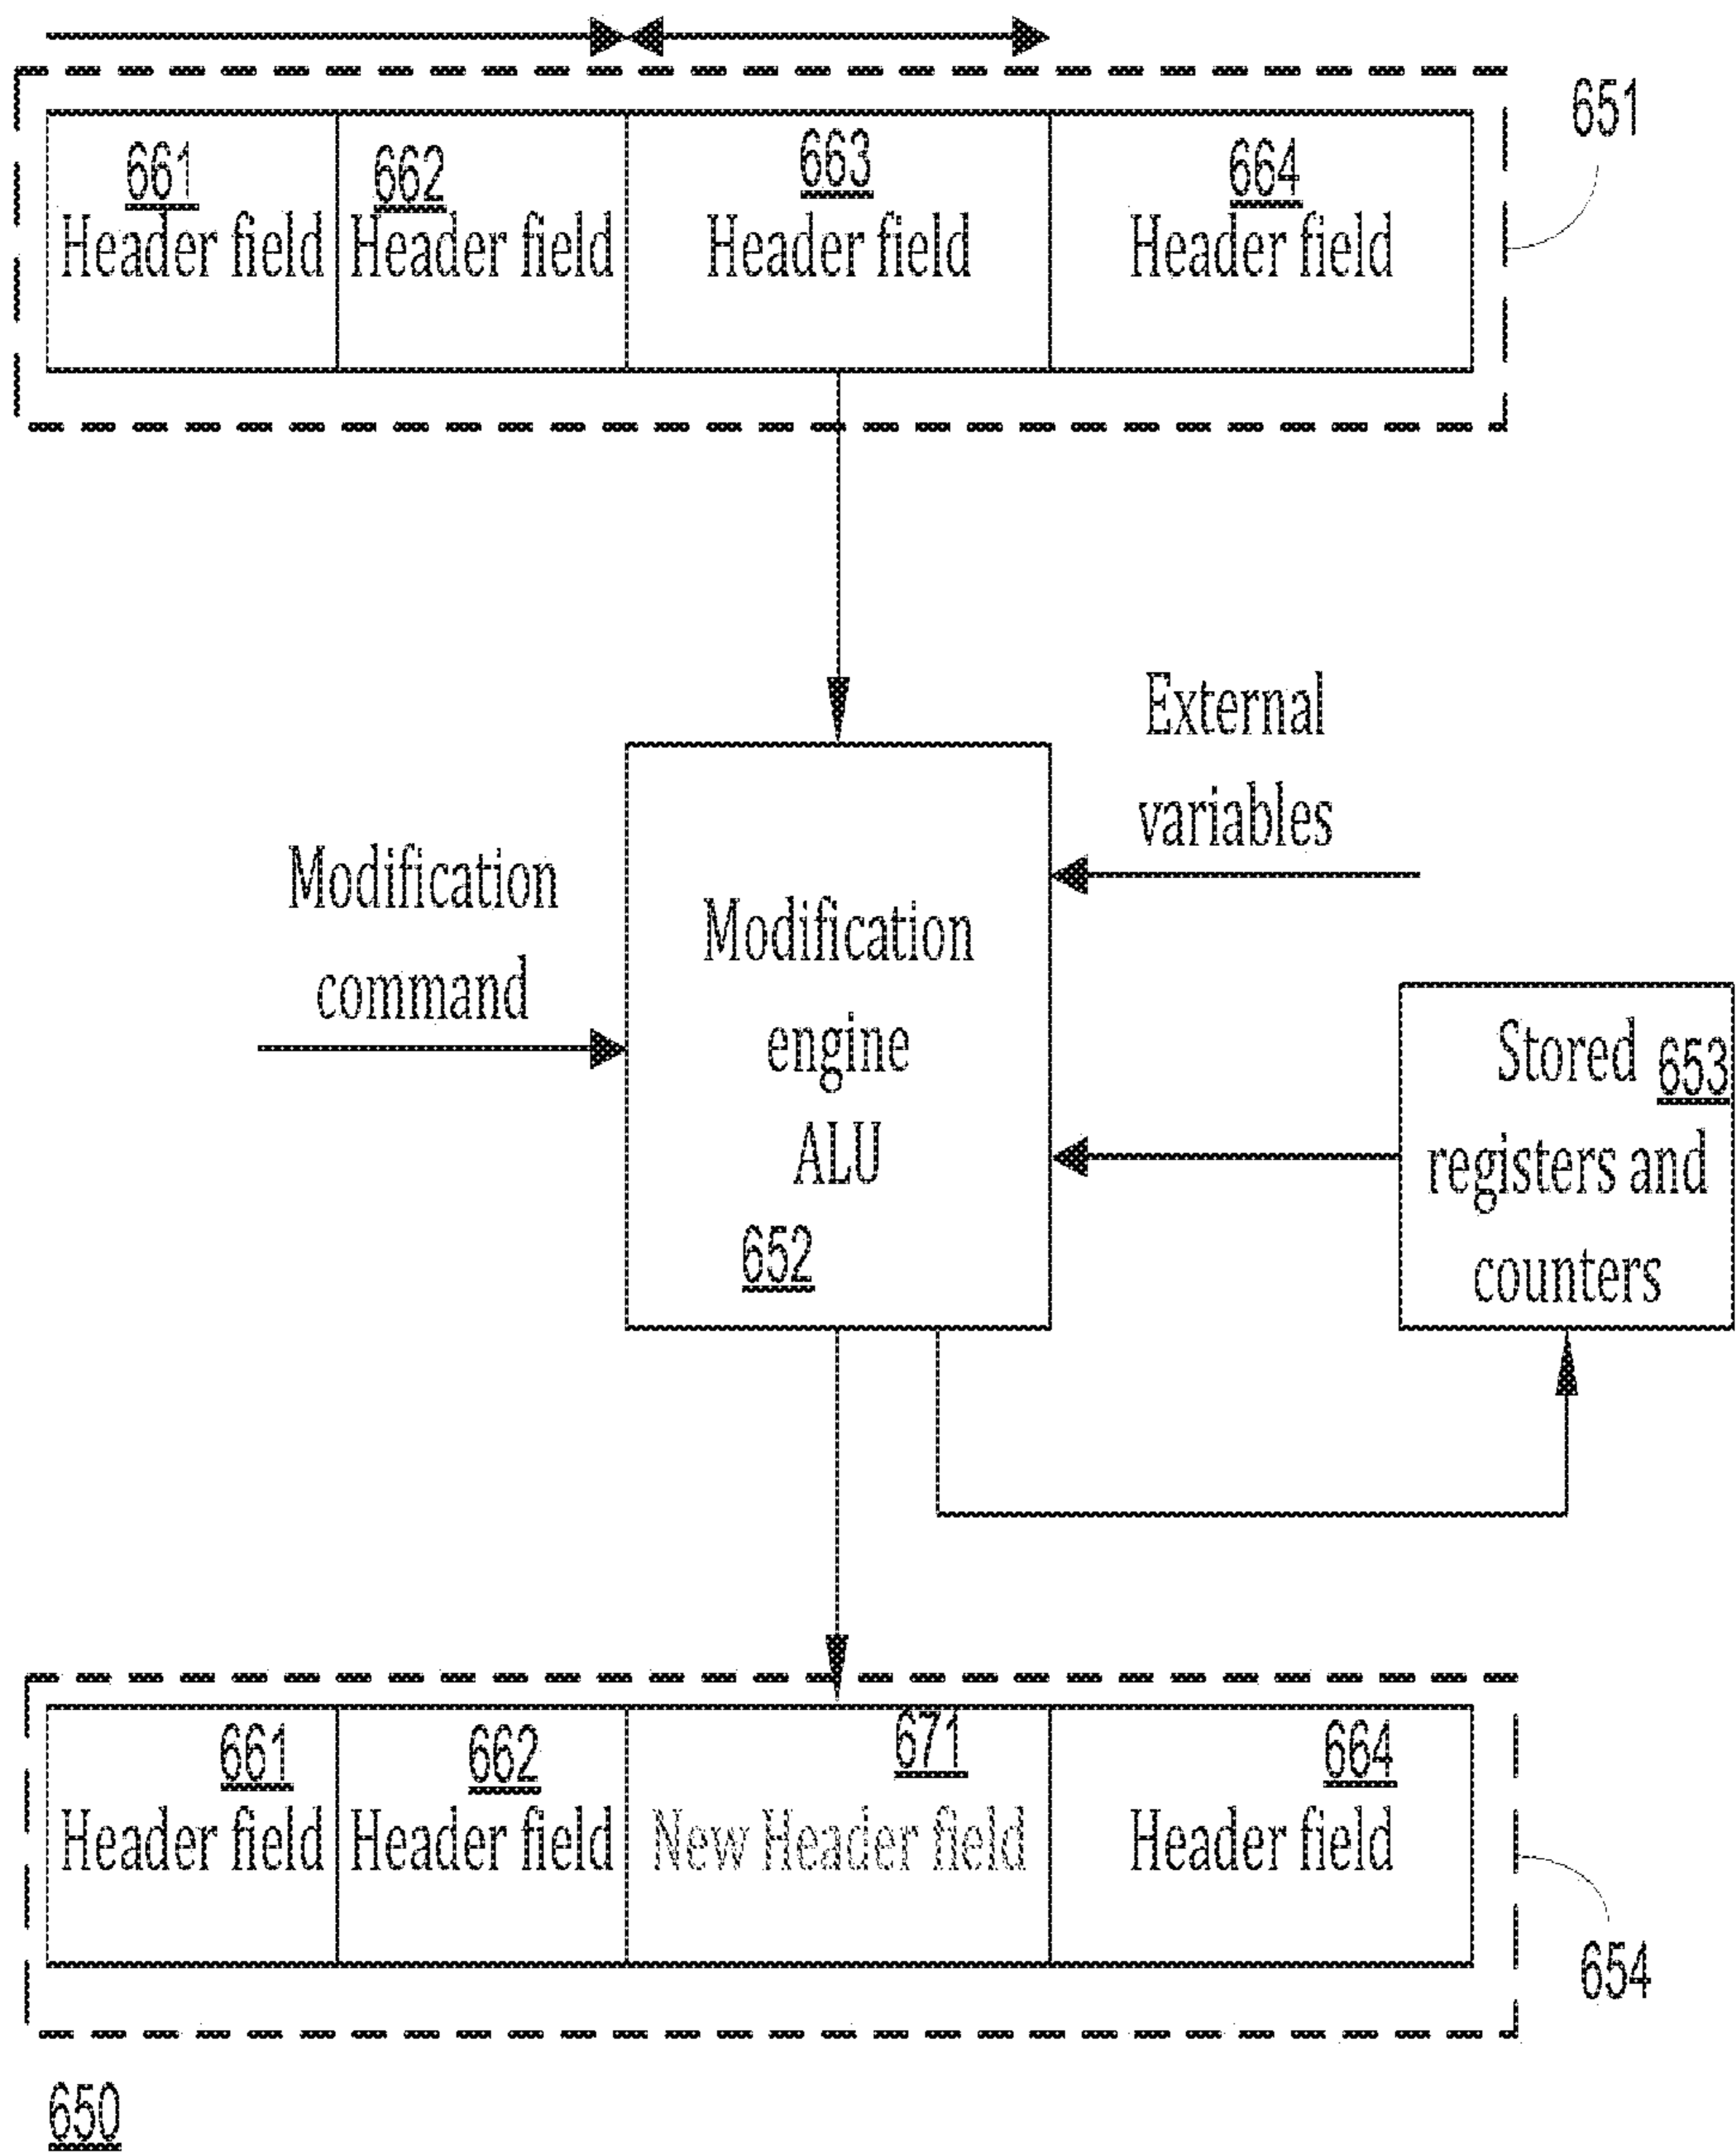 651
661 662 663 664
Header field Header field Header field Header field
External
variables
Modification
command
Modification
engine
ALU
652
Stored 653
registers and
counters
661 662 671 664
Header field Header field New Header field Header field
654
650